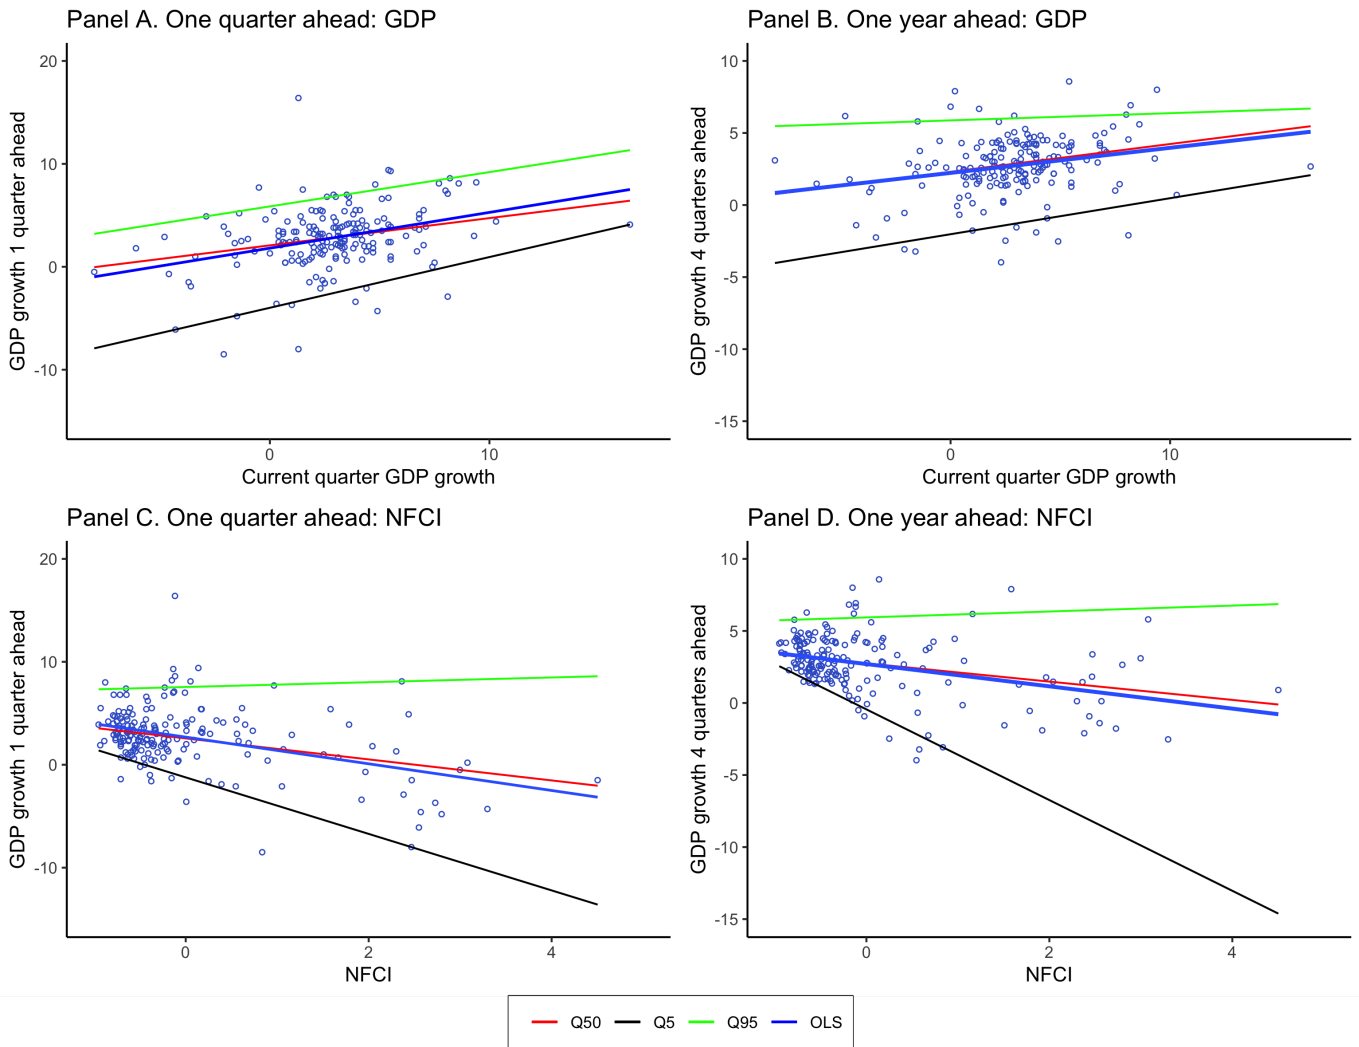 Panel A. One quarter ahead: GDP
GDP growth 1 quarter ahead
20
10
0
-10
0
10
Current quarter GDP growth
Panel B. One year ahead: GDP
GDP growth 4 quarters ahead
10
5
0
-5
-10
-15
0
10
Current quarter GDP growth
Panel C. One quarter ahead: NFCI
GDP growth 1 quarter ahead
20
10
0
-10
0
2
4
NFCI
Panel D. One year ahead: NFCI
GDP growth 4 quarters ahead
10
5
0
-5
-10
-15
0
2
4
NFCI
Q50 Q5 Q95 OLS